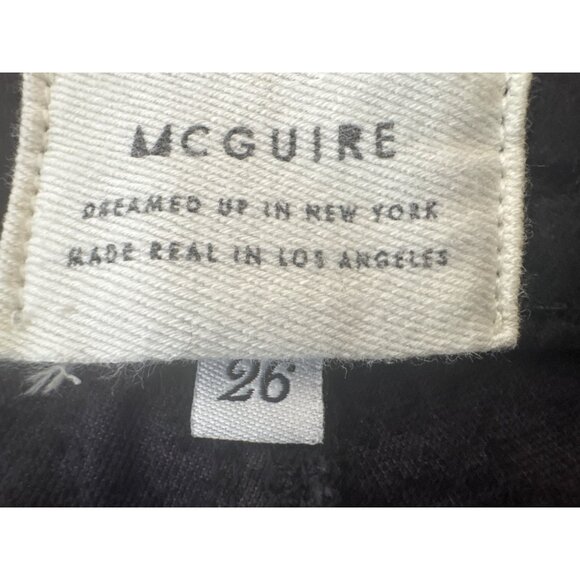 MCGUIRE
DREAMED UP IN NEW YORK
MADE REAL IN LOS ANGELES
26